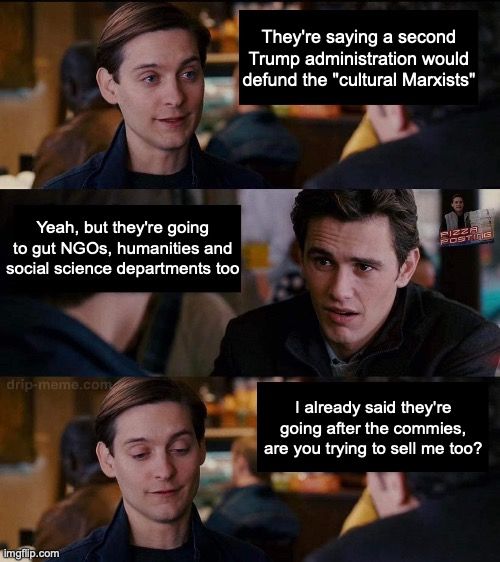 They're saying a second
Trump administration would
defund the "cultural Marxists"
Yeah, but they're going
to gut NGOs, humanities and
social science departments too
PIZZA
POSTING
drip-meme.com
I already said they're
going after the commies,
are you trying to sell me too?
imgflip.com